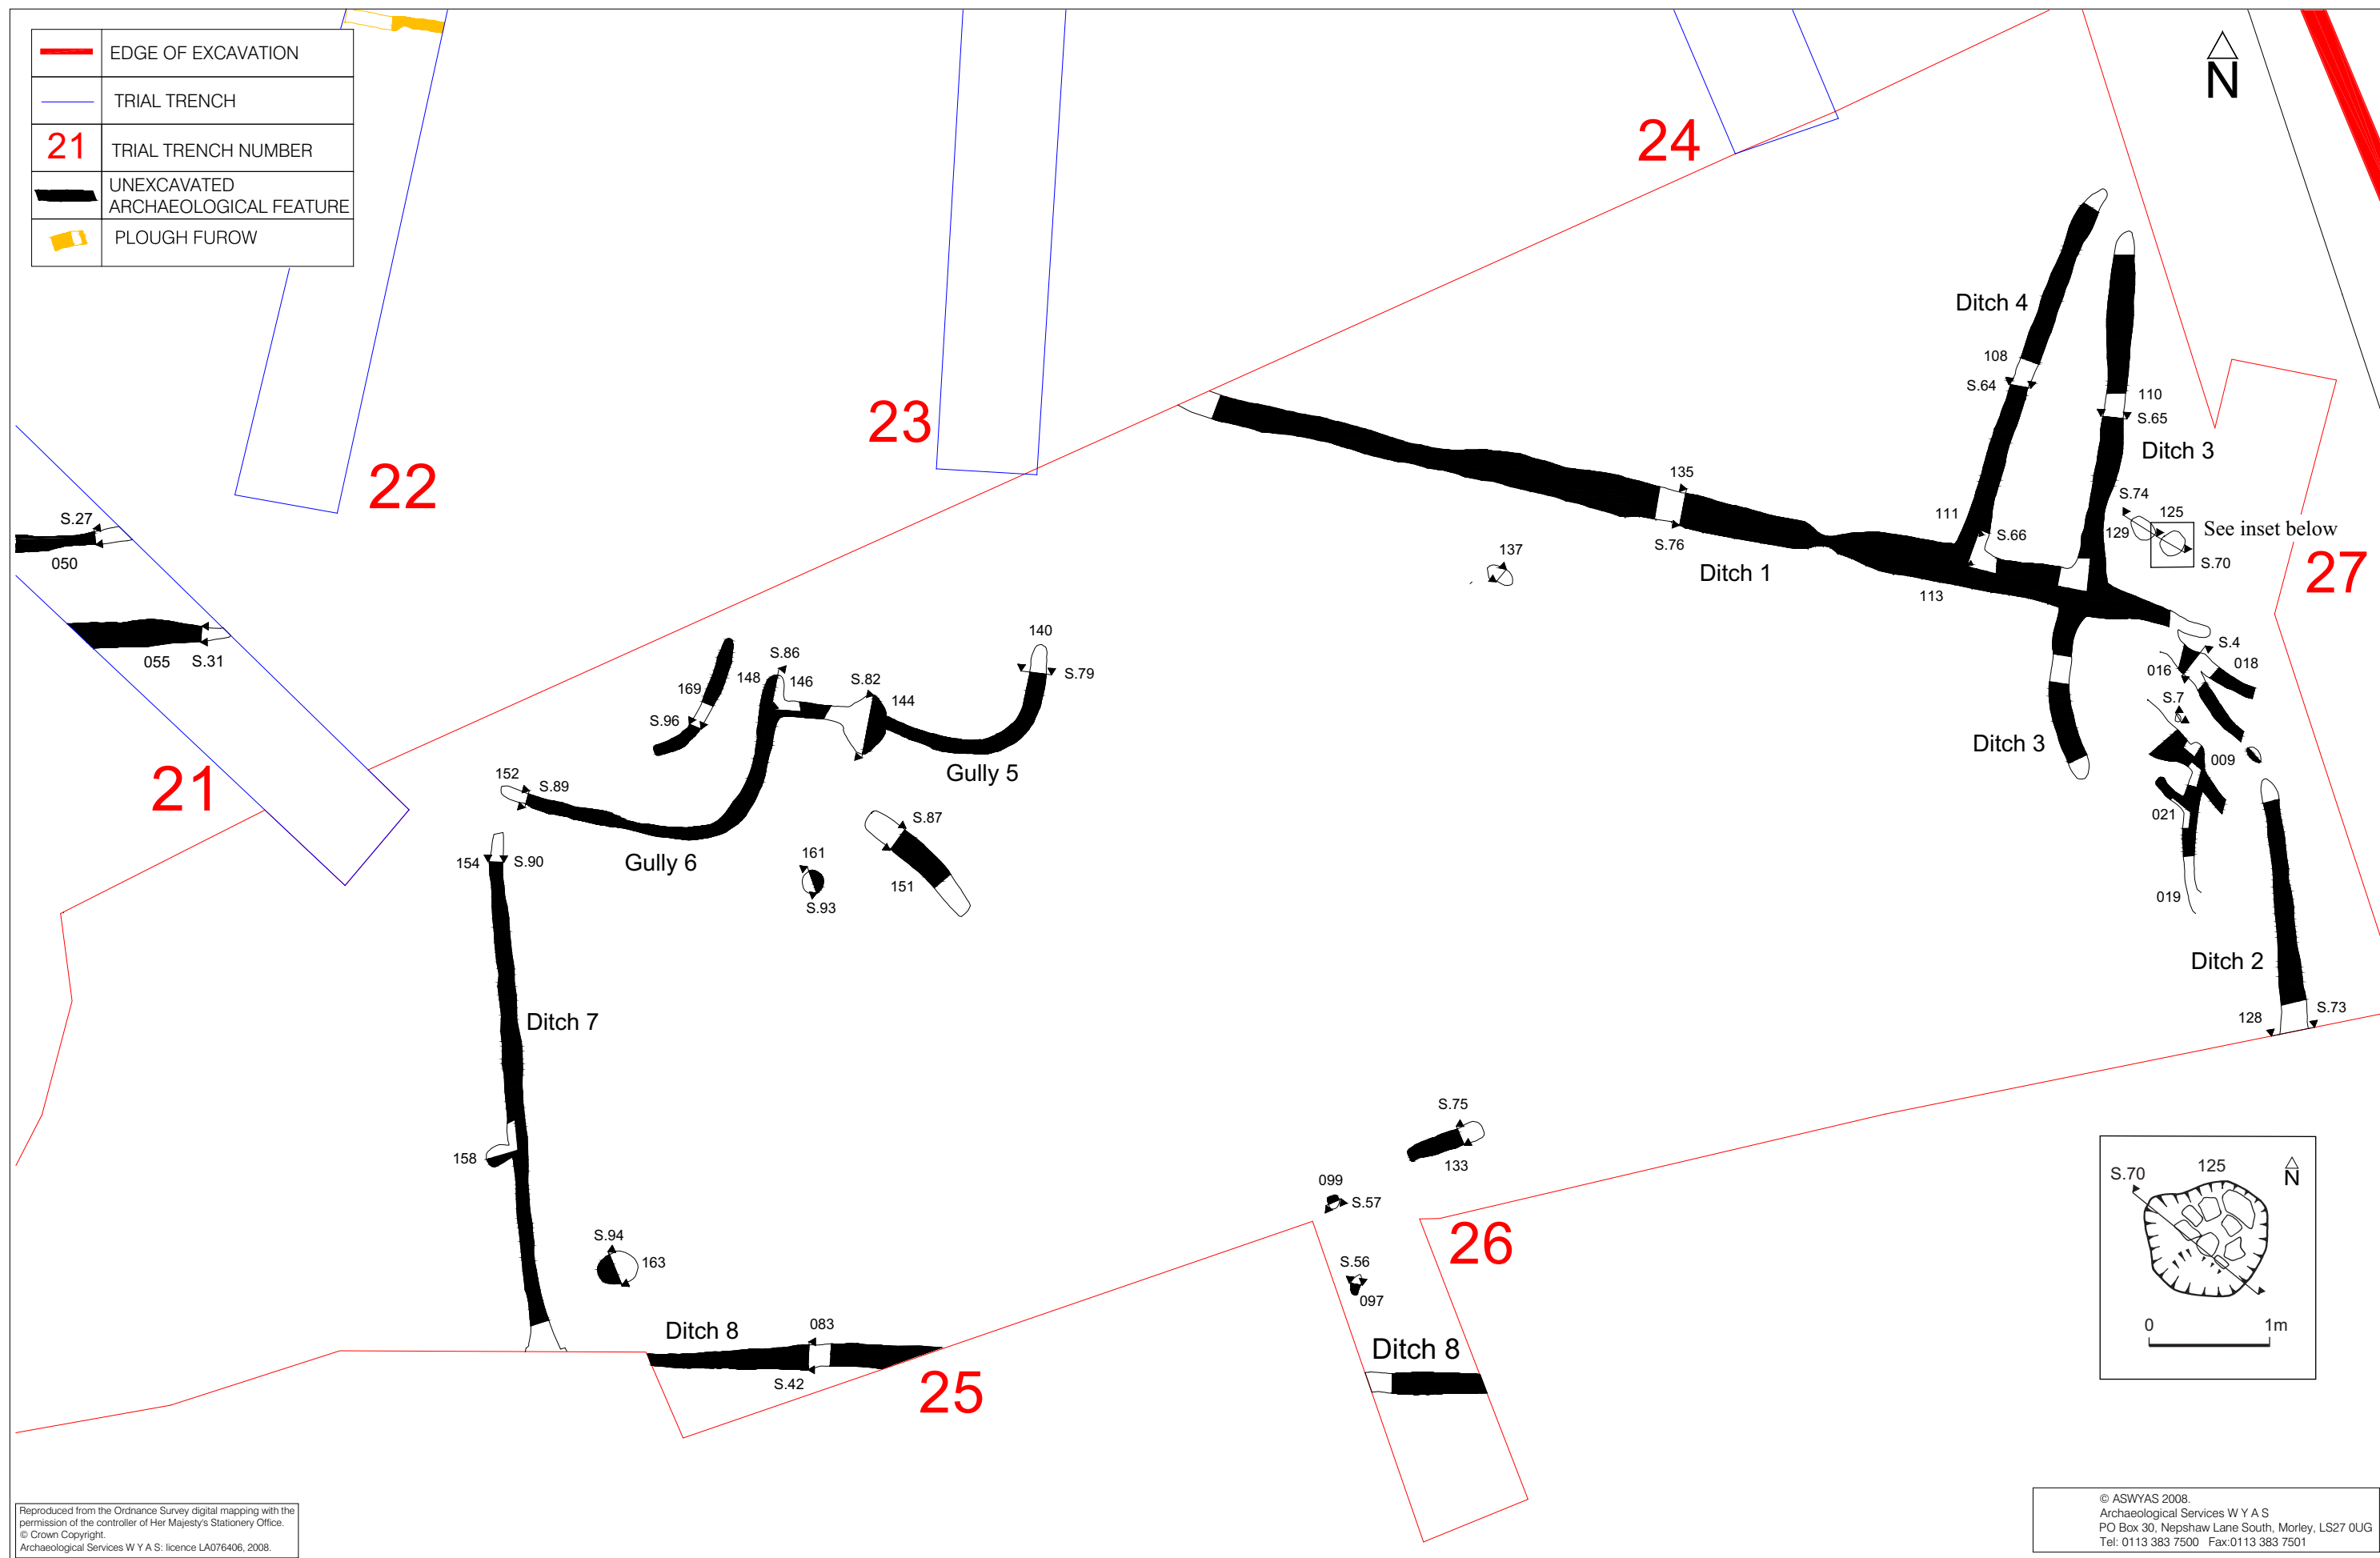 EDGE OF EXCAVATION
TRIAL TRENCH
21 TRIAL TRENCH NUMBER
UNEXCAVATED
ARCHAEOLOGICAL FEATURE
PLOUGH FUROW
N
24
22
23
21
27
25
26
Ditch 4
108
S.64
110
S.65
Ditch 3
S.74
125
129
See inset below
S.70
135
S.76
111
S.66
Ditch 1
113
137
S.27
050
055
S.31
S.4
016
018
S.7
009
021
019
Ditch 3
Ditch 2
128
S.73
140
S.79
S.86
148
146
S.82
144
169
S.96
Gully 5
152
S.89
Gully 6
154
S.90
S.87
151
161
S.93
Ditch 7
158
S.94
163
Ditch 8
083
S.42
S.75
133
099
S.57
S.56
097
Ditch 8
S.70
125
N
0
1m
Reproduced from the Ordnance Survey digital mapping with the
permission of the controller of Her Majesty's Stationery Office.
© Crown Copyright.
Archaeological Services W Y A S: licence LA076406, 2008.
© ASWYAS 2008.
Archaeological Services W Y A S
PO Box 30, Nepshaw Lane South, Morley, LS27 0UG
Tel: 0113 383 7500 Fax:0113 383 7501